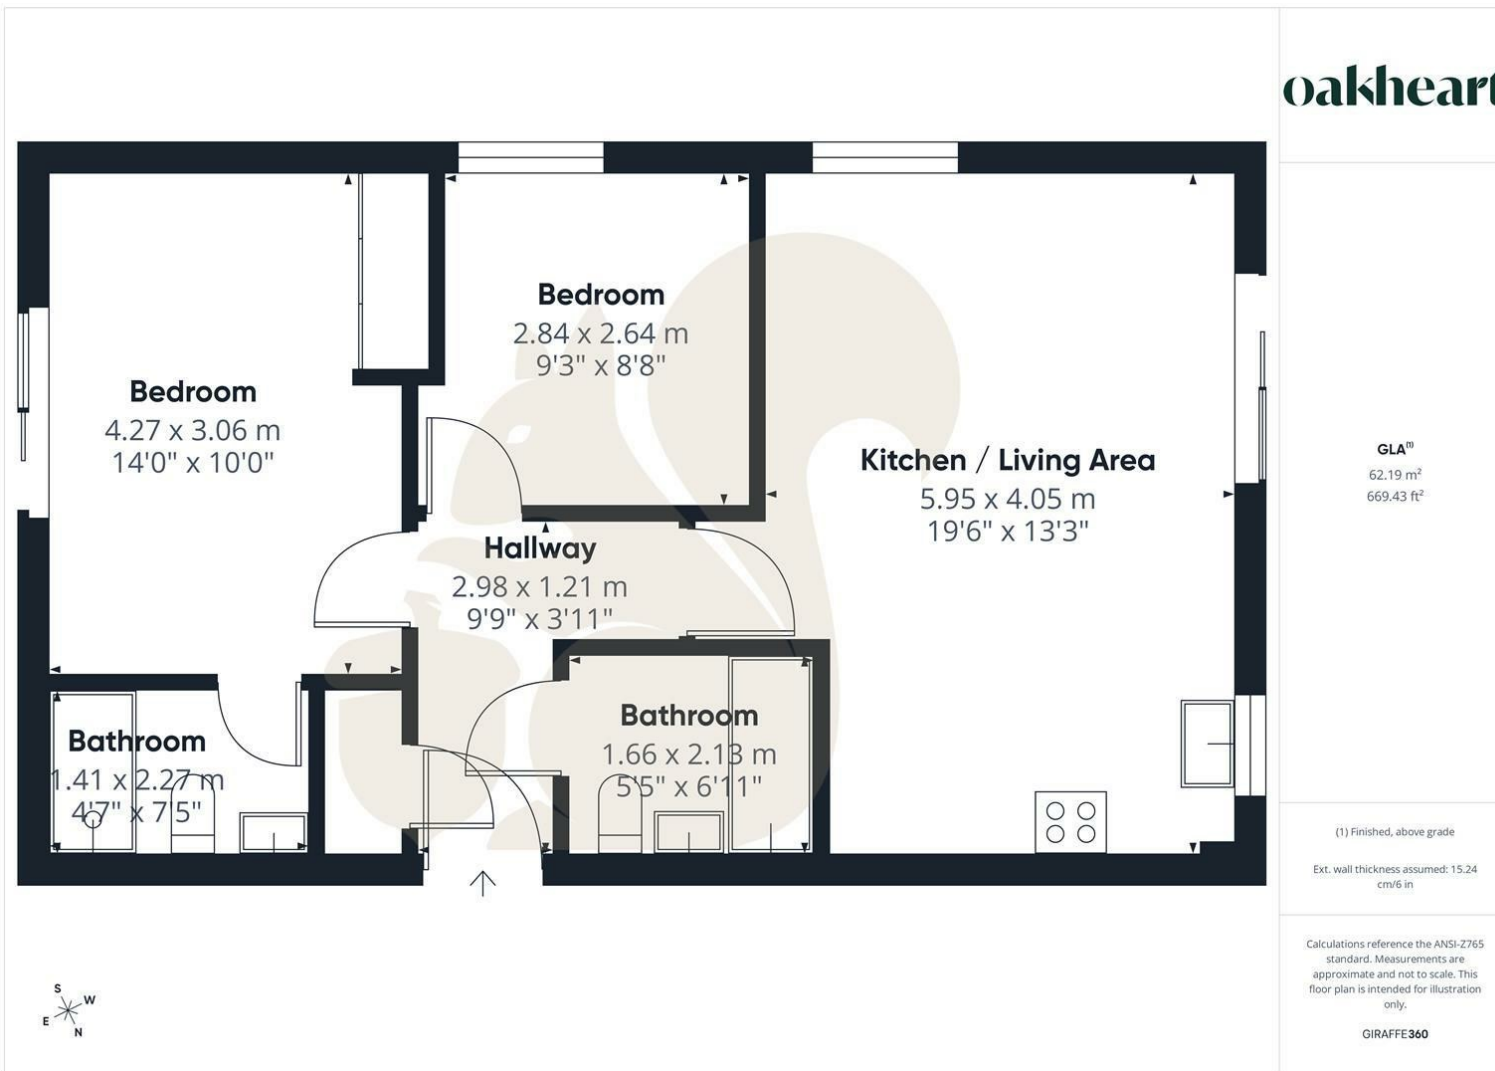 oakheart
Bedroom
2.84 x 2.64 m
9'3" x 8'8"
Bedroom
4.27 x 3.06 m
14'0" x 10'0"
Kitchen / Living Area
5.95 x 4.05 m
19'6" x 13'3"
Hallway
2.98 x 1.21 m
9'9" x 3'11"
Bathroom
1.66 x 2.13 m
5'5" x 6'11"
Bathroom
1.41 x 2.27 m
4'7" x 7'5"
GLA(1)
62.19 m²
669.43 ft²
(1) Finished, above grade
Ext. wall thickness assumed: 15.24
cm/6 in
Calculations reference the ANSI-Z765
standard. Measurements are
approximate and not to scale. This
floor plan is intended for illustration
only.
GIRAFFE360
S
W
E
N